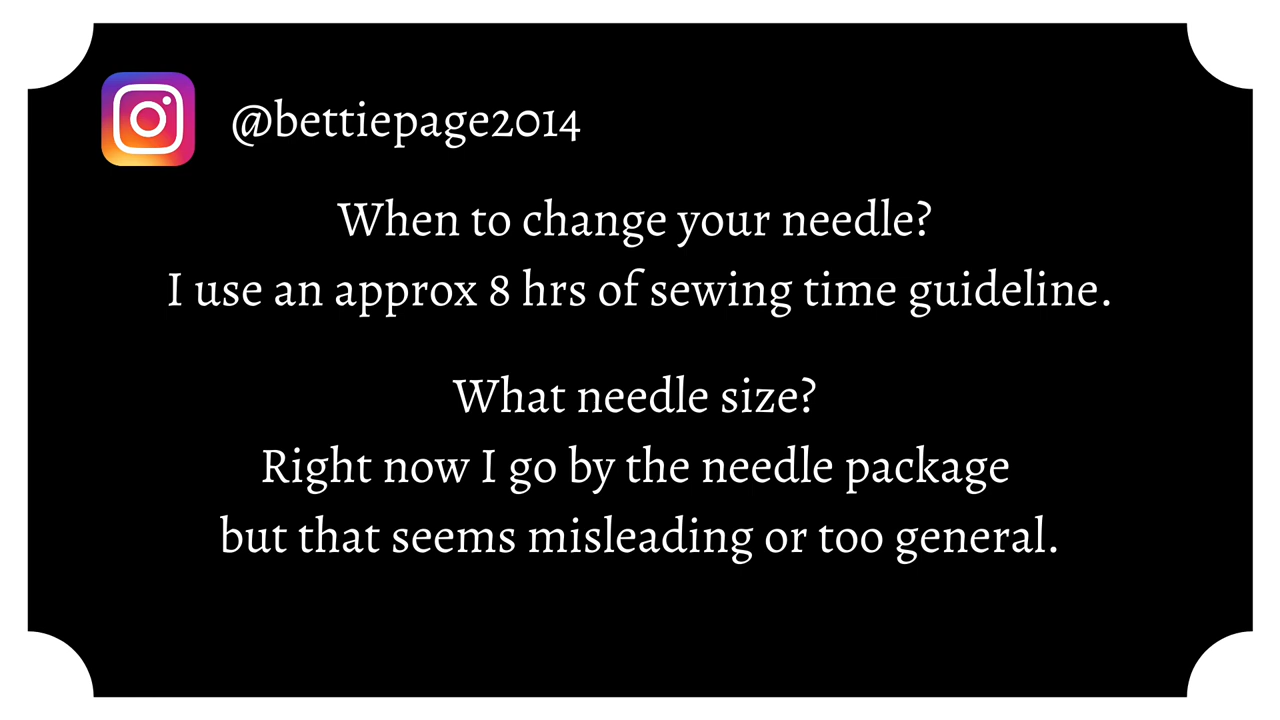 @bettiepage2014
When to change your needle?
I use an approx 8 hrs of sewing time guideline.
What needle size?
Right now I go by the needle package
but that seems misleading or too general.